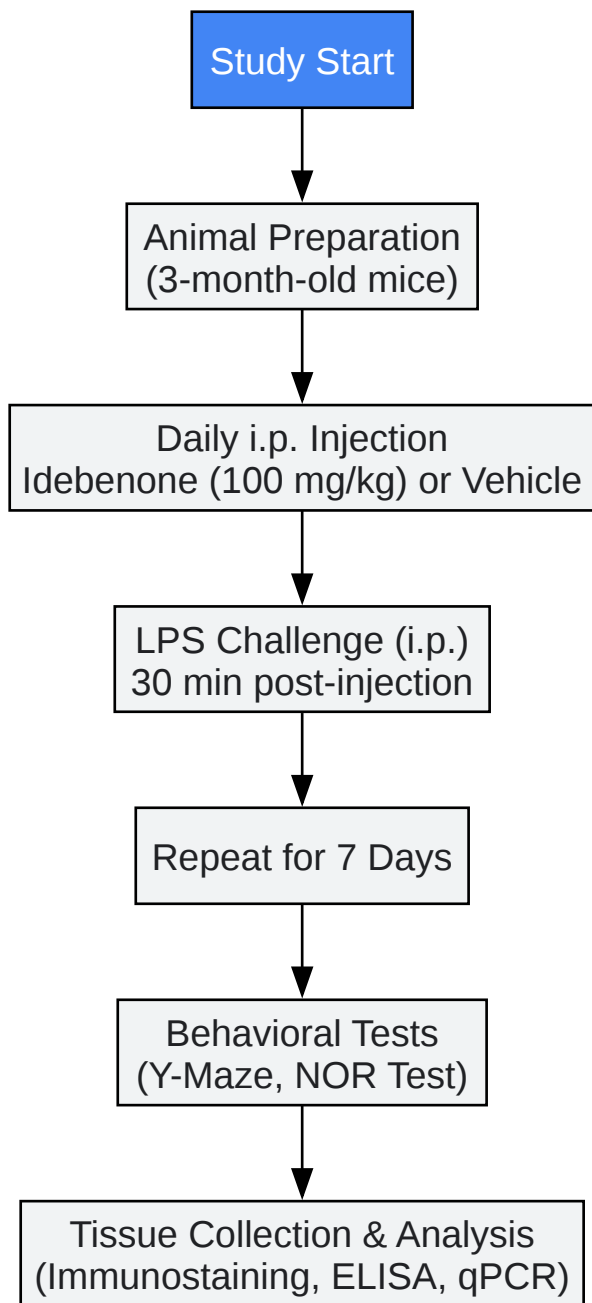 Study Start
Animal Preparation
(3-month-old mice)
Daily i.p. Injection
Idebenone (100 mg/kg) or Vehicle
LPS Challenge (i.p.)
30 min post-injection
Repeat for 7 Days
Behavioral Tests
(Y-Maze, NOR Test)
Tissue Collection & Analysis
(Immunostaining, ELISA, qPCR)